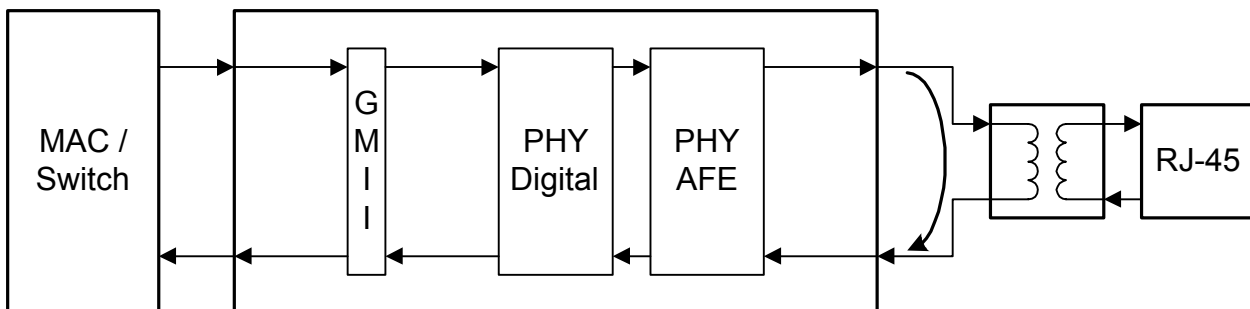 MAC /
Switch
G
M
I
I
PHY
Digital
PHY
AFE
RJ-45